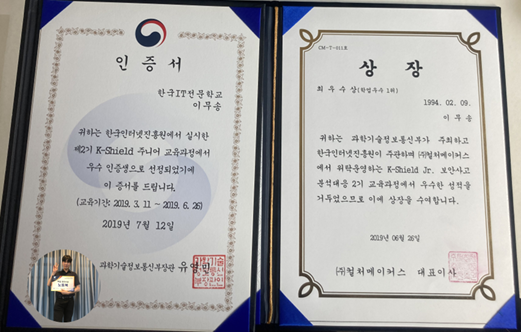 인 증 서
한국IT전문학교
이 무 송
귀하는 한국인터넷진흥원에서 실시한
제2기 K-Shield 주니어 교육과정에서
우수 인증생으로 선정되었기에
이 증서를 드립니다.
(교육기간: 2019. 3. 11 ~ 2019. 6. 26)
2019년 7월 12일
과학기술정보통신부장관 유영민
CM-7-011호
상 장
최 우 수 상(학업우수 1위)
1994. 02. 09.
이 무 송
귀하는 과학기술정보통신부가 주최하고
한국인터넷진흥원이 주관하며 ㈜컬처메이커스
에서 위탁운영하는 K-Shield Jr. 보안사고
분석대응 2기 교육과정에서 우수한 성적을
거두었으므로 이에 상장을 수여합니다.
2019년 06월 26일
㈜컬처메이커스 대표이사